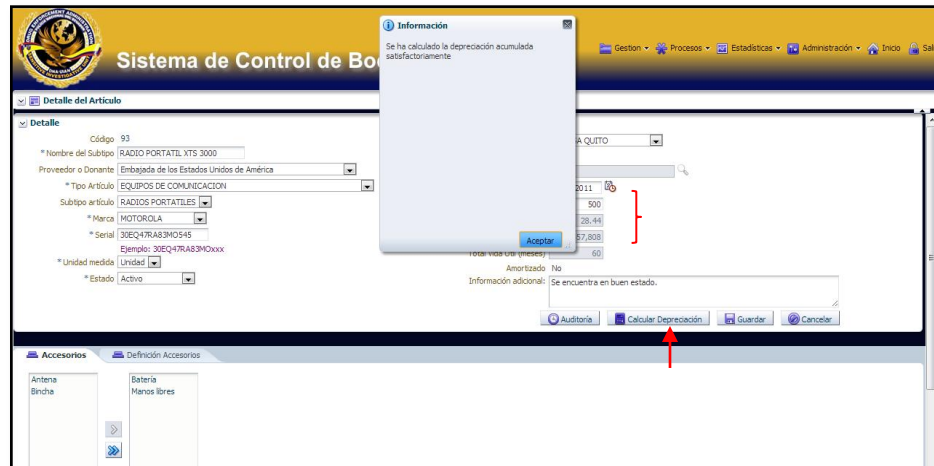 Información
Se ha calculado la depreciación acumulada
satisfactoriamente
Aceptar
Sistema de Control de Bo
Gestion Procesos Estadísticas Administración Inicio Sal
Detalle del Artículo
Detalle
Código 93
* Nombre del Subtipo RADIO PORTATIL XTS 3000
Proveedor o Donante Embajada de los Estados Unidos de América
* Tipo Artículo EQUIPOS DE COMUNICACION
Subtipo artículo RADIOS PORTATILES
* Marca MOTOROLA
* Serial 30EQ47RA83MO545
Ejemplo: 30EQ47RA83MOxxx
* Unidad medida Unidad
* Estado Activo
A QUITO
2011
500
28.44
57,808
Total Vida Util (meses) 60
Amortizado No
Información adicional: Se encuentra en buen estado.
Auditoría Calcular Depreciación Guardar Cancelar
Accesorios Definición Accesorios
Antena Batería
Bincha Manos libres